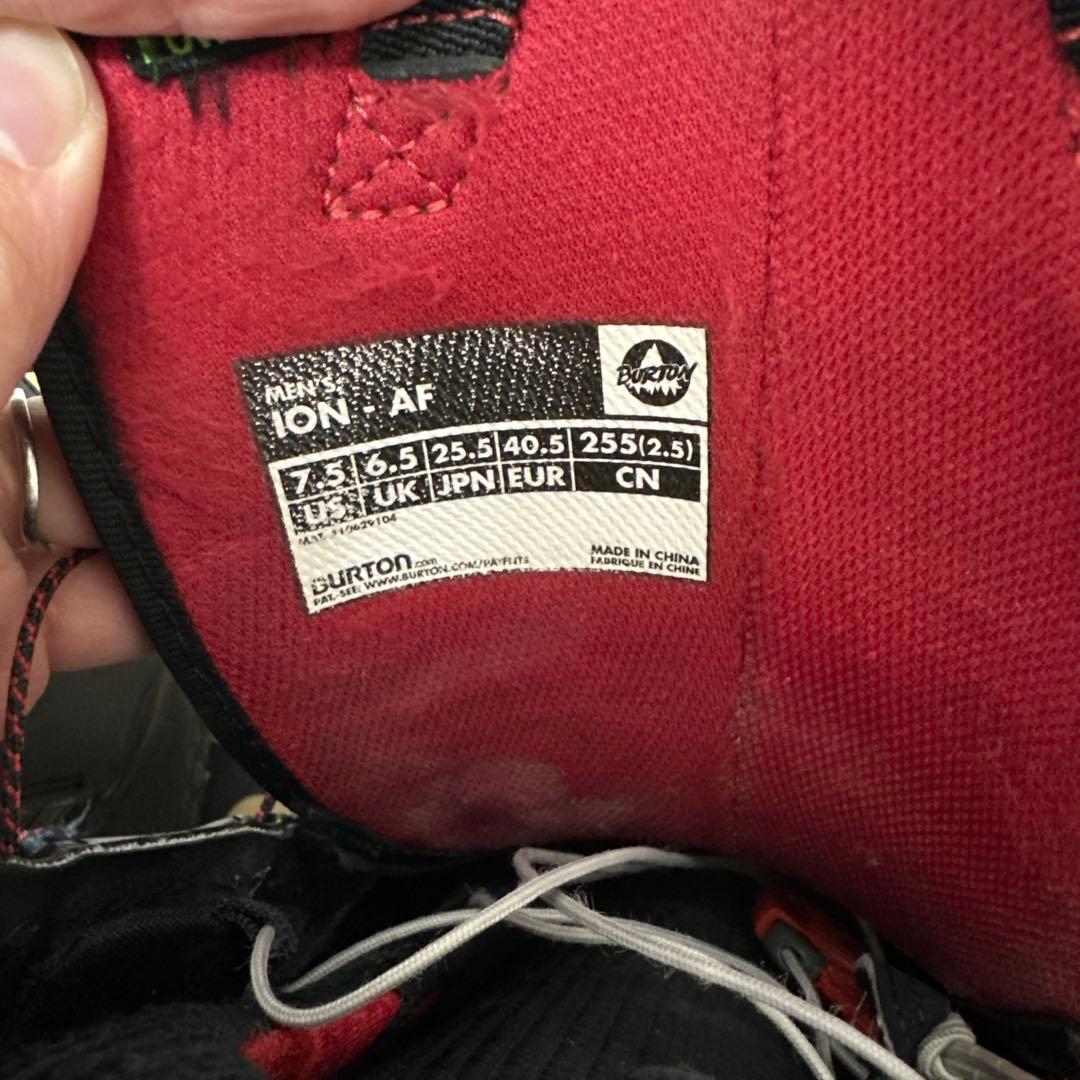 MEN'S
ION - AF
BURTON
7.5 6.5 25.5 40.5 255(2.5)
US UK JPN EUR CN
BURTON.com
PAT.-SEE: WWW.BURTON.COM/PATENTS
MADE IN CHINA
FABRIQUE EN CHINE